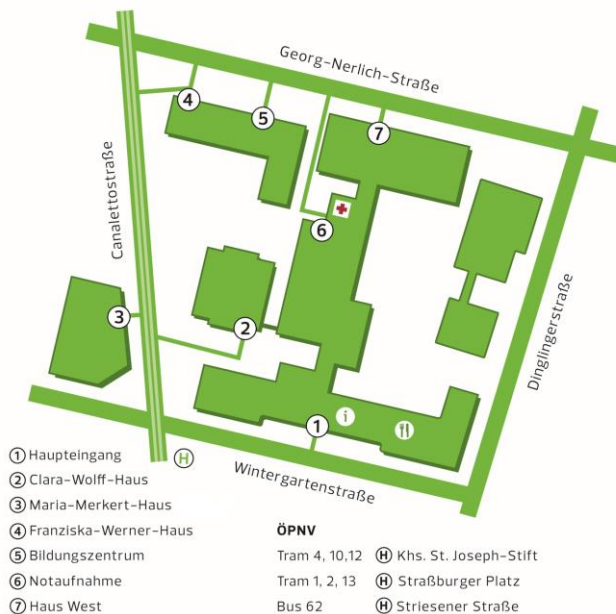 Georg-Nerlich-Straße
4
5
7
Canalettostraße
6
Dinglingerstraße
3
2
i
1
H
Wintergartenstraße
1 Haupteingang
2 Clara-Wolff-Haus
3 Maria-Merkert-Haus
4 Franziska-Werner-Haus
5 Bildungszentrum
6 Notaufnahme
7 Haus West
ÖPNV
Tram 4, 10,12 H Khs. St. Joseph-Stift
Tram 1, 2, 13 H Straßburger Platz
Bus 62 H Striesener Straße